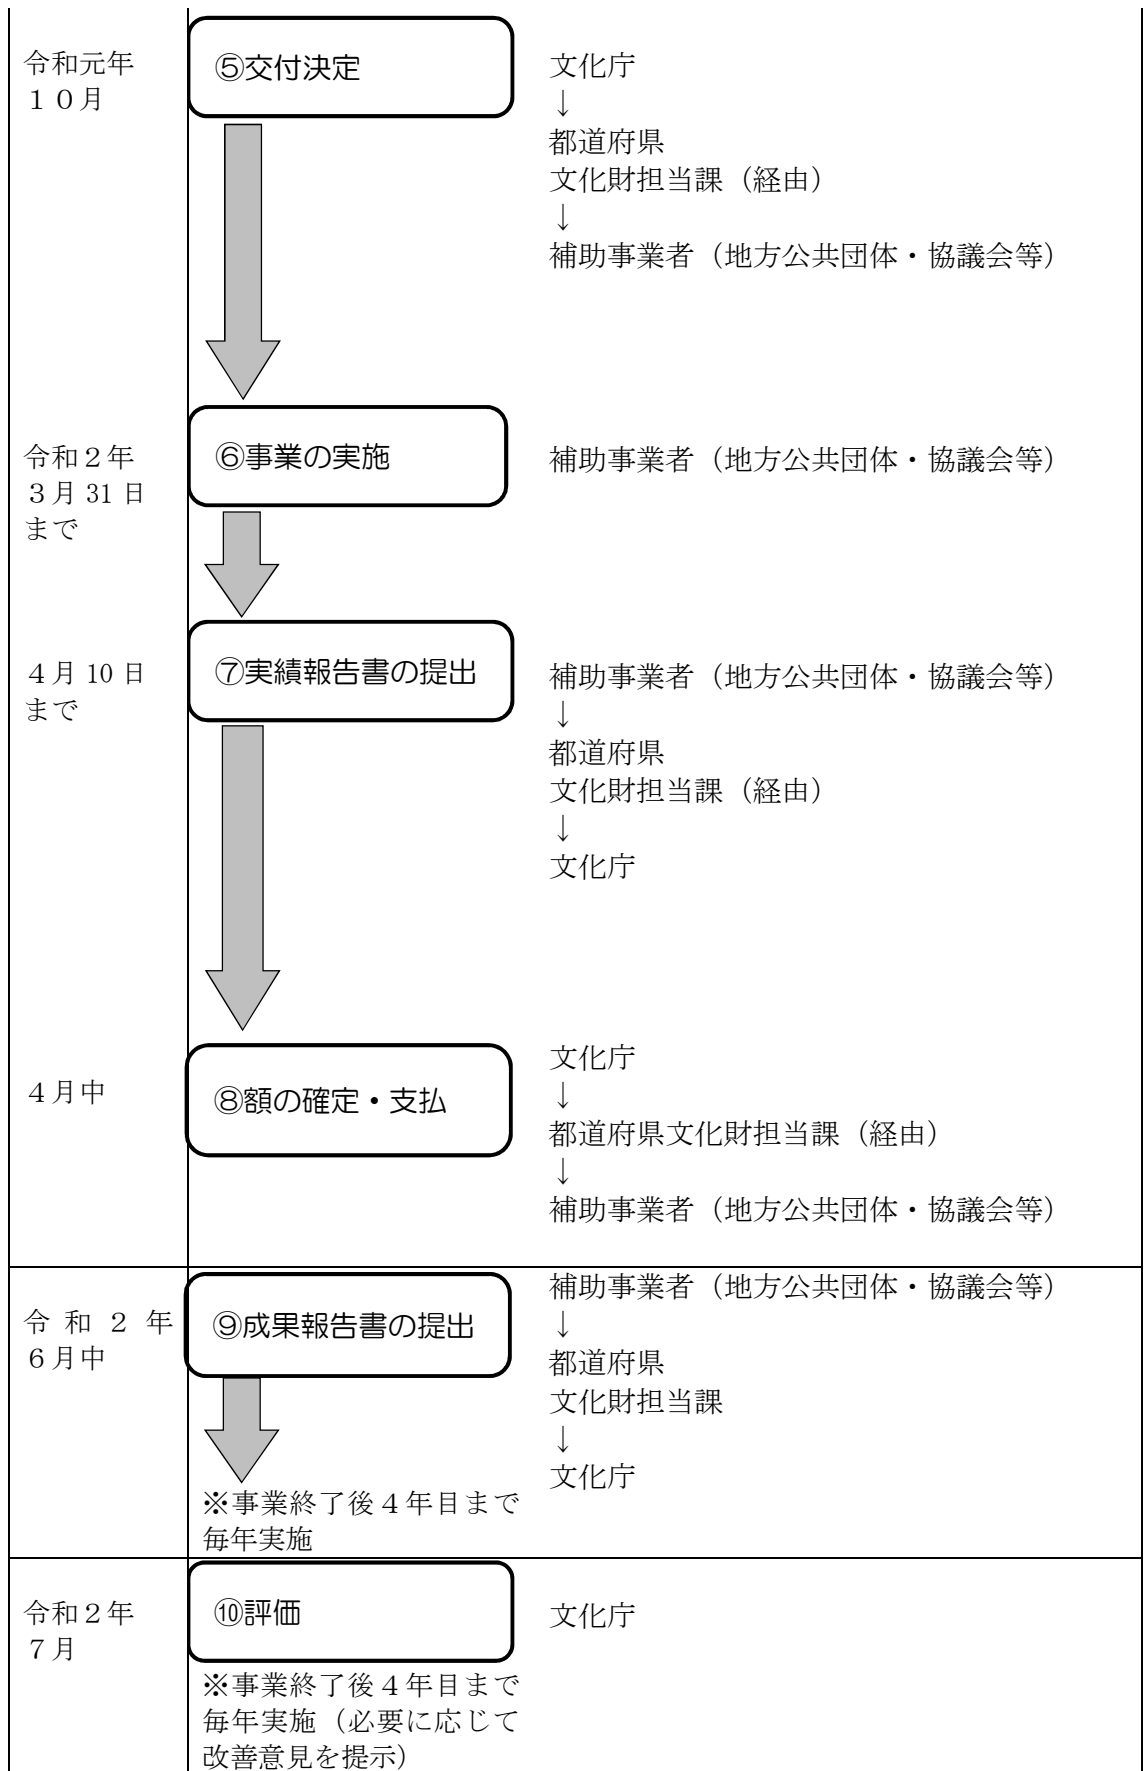 令和元年
１０月
⑤交付決定
文化庁
↓
都道府県
文化財担当課（経由）
↓
補助事業者（地方公共団体・協議会等）
令和２年
３月 31 日
まで
⑥事業の実施
補助事業者（地方公共団体・協議会等）
４月 10 日
まで
⑦実績報告書の提出
補助事業者（地方公共団体・協議会等）
↓
都道府県
文化財担当課（経由）
↓
文化庁
４月中
⑧額の確定・支払
文化庁
↓
都道府県文化財担当課（経由）
↓
補助事業者（地方公共団体・協議会等）
令和２年
６月中
⑨成果報告書の提出
※事業終了後４年目まで
毎年実施
補助事業者（地方公共団体・協議会等）
↓
都道府県
文化財担当課
↓
文化庁
令和２年
７月
⑩評価
※事業終了後４年目まで
毎年実施（必要に応じて
改善意見を提示）
文化庁